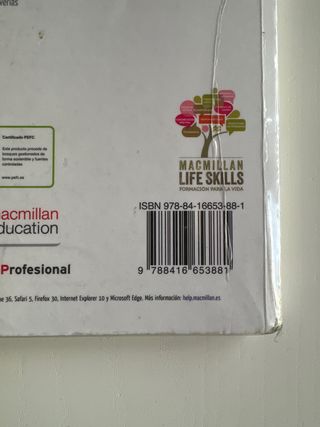 Certificado PEFC
Este producto procede de
bosques gestionados de
forma sostenible y fuentes
controladas
www.pefc.es
MACMILLAN
LIFE SKILLS
FORMACIÓN PARA LA VIDA
ISBN 978-84-16653-88-1
acmillan
ducation
9 788416 653881
Profesional
36, Safari 5, Firefox 30, Internet Explorer 10 y Microsoft Edge. Más información: help.macmillan.es